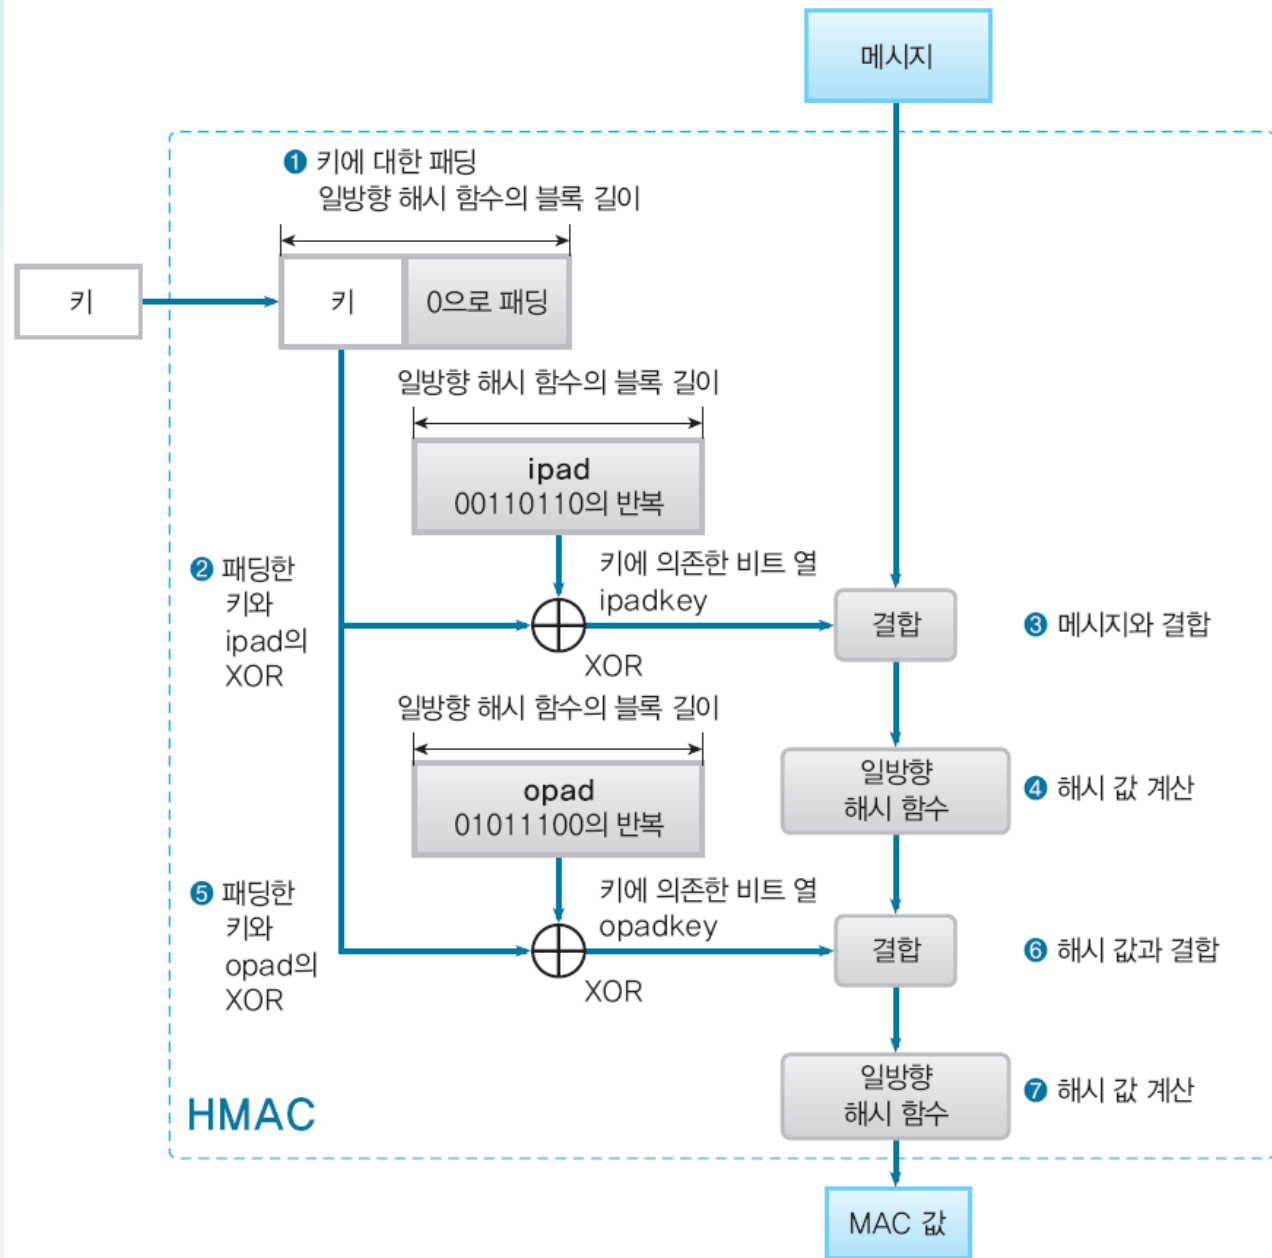 메시지
❶ 키에 대한 패딩
일방향 해시 함수의 블록 길이
키
키
0으로 패딩
일방향 해시 함수의 블록 길이
ipad
00110110의 반복
❷ 패딩한
키와
ipad의
XOR
키에 의존한 비트 열
ipadkey
XOR
결합
❸ 메시지와 결합
일방향 해시 함수의 블록 길이
opad
01011100의 반복
일방향
해시 함수
❹ 해시 값 계산
❺ 패딩한
키와
opad의
XOR
키에 의존한 비트 열
opadkey
XOR
결합
❻ 해시 값과 결합
일방향
해시 함수
❼ 해시 값 계산
HMAC
MAC 값